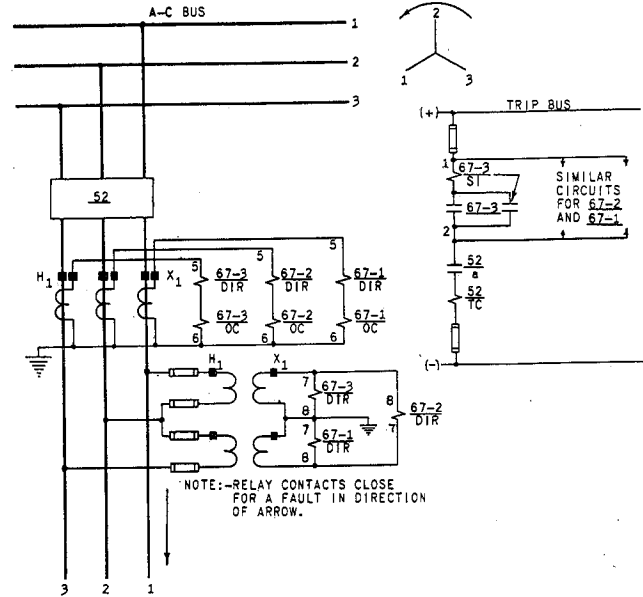 A-C BUS
1
2
3
2
1
3
(+)
TRIP BUS
1
67-3
SI
67-3
2
SIMILAR
CIRCUITS
FOR 67-2
AND 67-1
52
a
52
TC
(-)
52
H1
X1
5
67-3
DIR
5
67-2
DIR
5
67-1
DIR
67-3
OC
6
67-2
OC
6
67-1
OC
6
H1
X1
7
67-3
DIR
8
7
67-1
DIR
8
8
67-2
DIR
7
NOTE:-RELAY CONTACTS CLOSE
FOR A FAULT IN DIRECTION
OF ARROW.
3
2
1